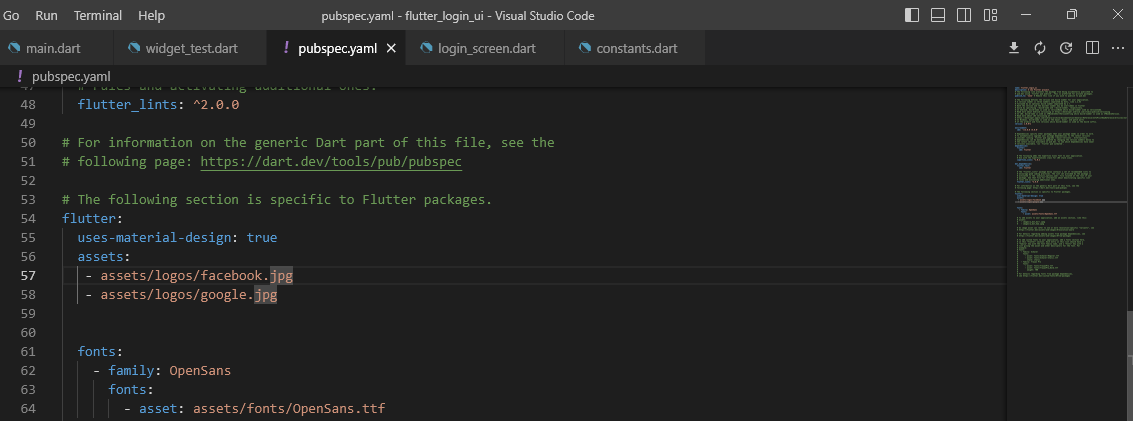 Go Run Terminal Help pubspec.yaml - flutter_login_ui - Visual Studio Code
main.dart widget_test.dart ! pubspec.yaml login_screen.dart constants.dart
! pubspec.yaml
47 # rules and activating additional ones.
48 flutter_lints: ^2.0.0
49
50 # For information on the generic Dart part of this file, see the
51 # following page: https://dart.dev/tools/pub/pubspec
52
53 # The following section is specific to Flutter packages.
54 flutter:
55 uses-material-design: true
56 assets:
57 - assets/logos/facebook.jpg
58 - assets/logos/google.jpg
59
60
61 fonts:
62 - family: OpenSans
63 fonts:
64 - asset: assets/fonts/OpenSans.ttf